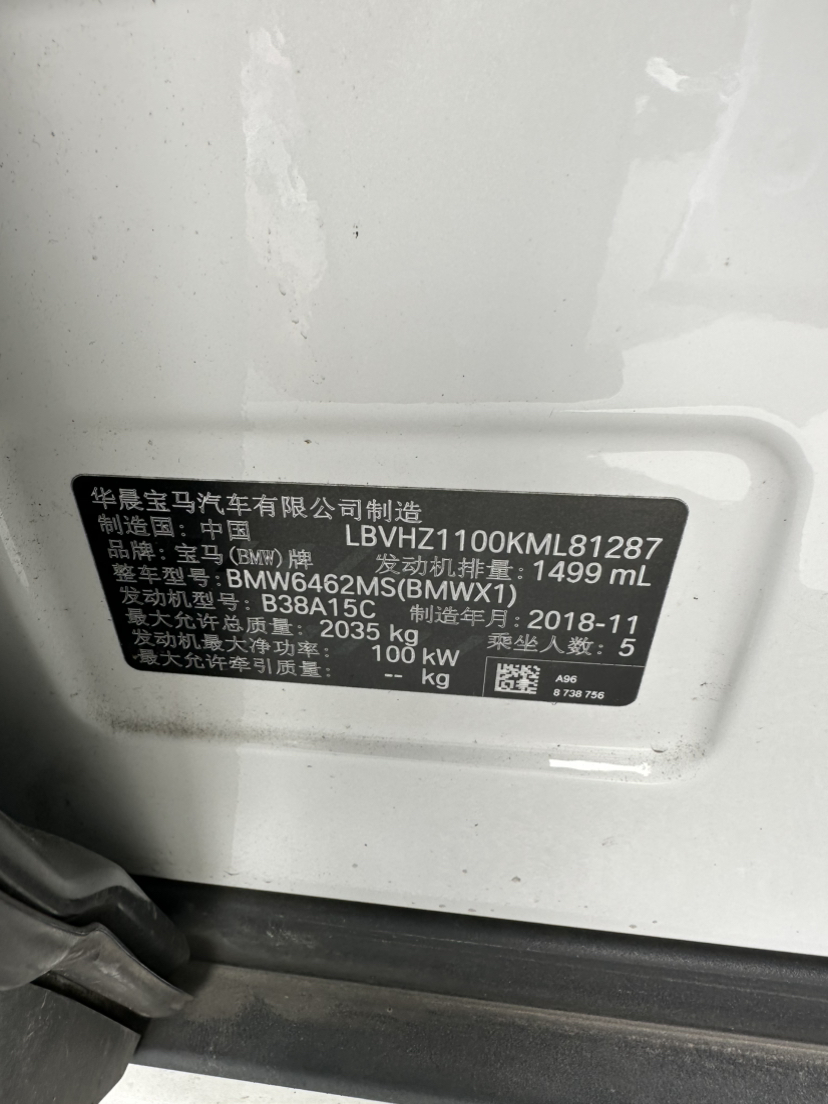 华晨宝马汽车有限公司制造
制造国：中国 LBVHZ1100KML81287
品牌：宝马(BMW)牌 发动机排量：1499 mL
整车型号：BMW6462MS(BMWX1)
发动机型号：B38A15C 制造年月：2018-11
最大允许总质量：2035 kg 乘坐人数：5
发动机最大净功率：100 kW
最大允许牵引质量：-- kg
A96
8 738 756